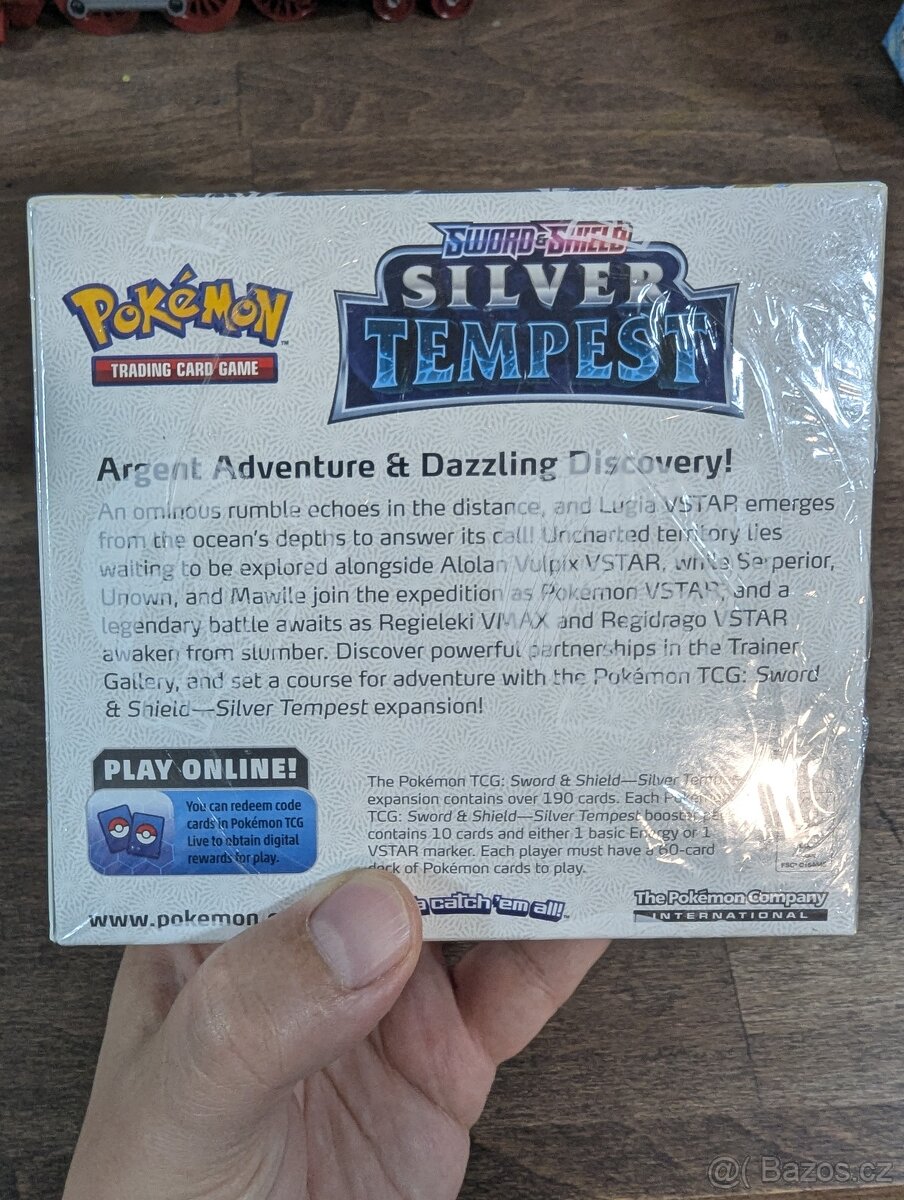 SWORD & SHIELD
SILVER
POKéMON
TEMPEST
TRADING CARD GAME
Argent Adventure & Dazzling Discovery!
An ominous rumble echoes in the distance, and Lugia VSTAR emerges
from the ocean's depths to answer its call! Uncharted territory lies
waiting to be explored alongside Alolan Vulpix VSTAR, while Serperior,
Unown, and Mawile join the expedition as Pokémon VSTAR, and a
legendary battle awaits as Regieleki VMAX and Regidrago VSTAR
awaken from slumber. Discover powerful partnerships in the Trainer
Gallery, and set a course for adventure with the Pokémon TCG: Sword
& Shield—Silver Tempest expansion!
PLAY ONLINE!
You can redeem code
cards in Pokémon TCG
Live to obtain digital
rewards for play.
The Pokémon TCG: Sword & Shield—Silver Tempest
expansion contains over 190 cards. Each Pokémon
TCG: Sword & Shield—Silver Tempest booster
contains 10 cards and either 1 basic Energy or 1
VSTAR marker. Each player must have a 60-card
deck of Pokémon cards to play.
www.pokemon.
catch 'em all!
The Pokémon Company
INTERNATIONAL
@( Bazos.cz